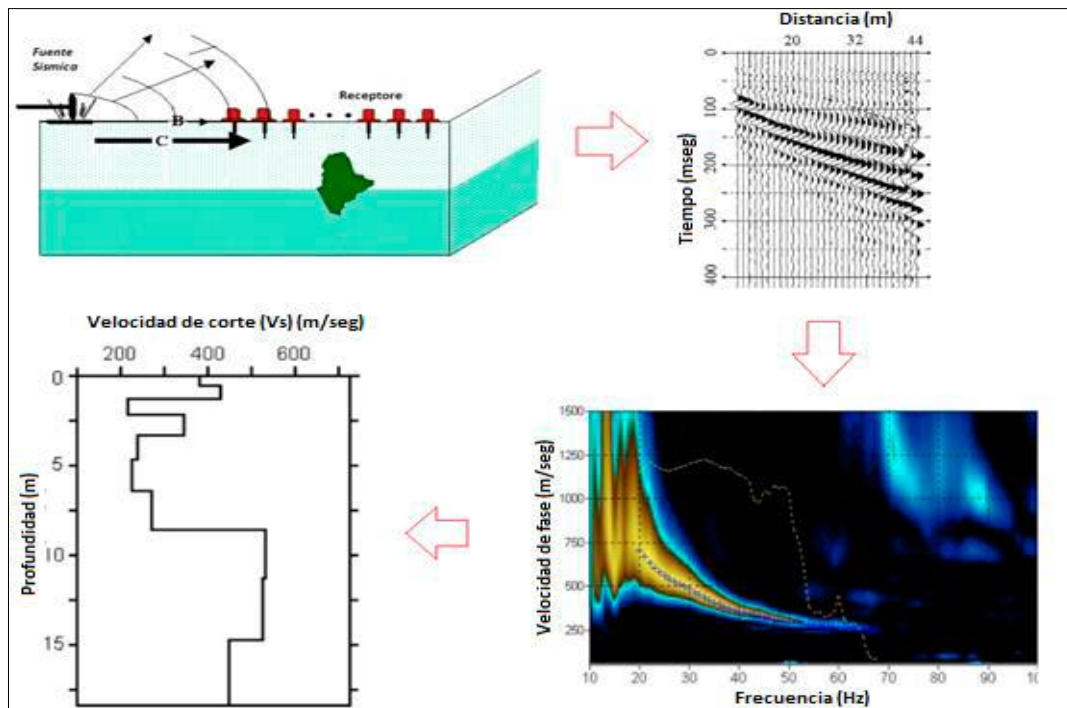 Fuente
Sísmica
Receptore
B
C
Distancia (m)
20 32 44
Tiempo (mseg)
0
100
200
300
400
Velocidad de corte (Vs) (m/seg)
200 400 600
Profundidad (m)
0
5
10
15
Velocidad de fase (m/seg)
1500
1250
1000
750
500
250
10 20 30 40 50 60 70 80 90 10
Frecuencia (Hz)